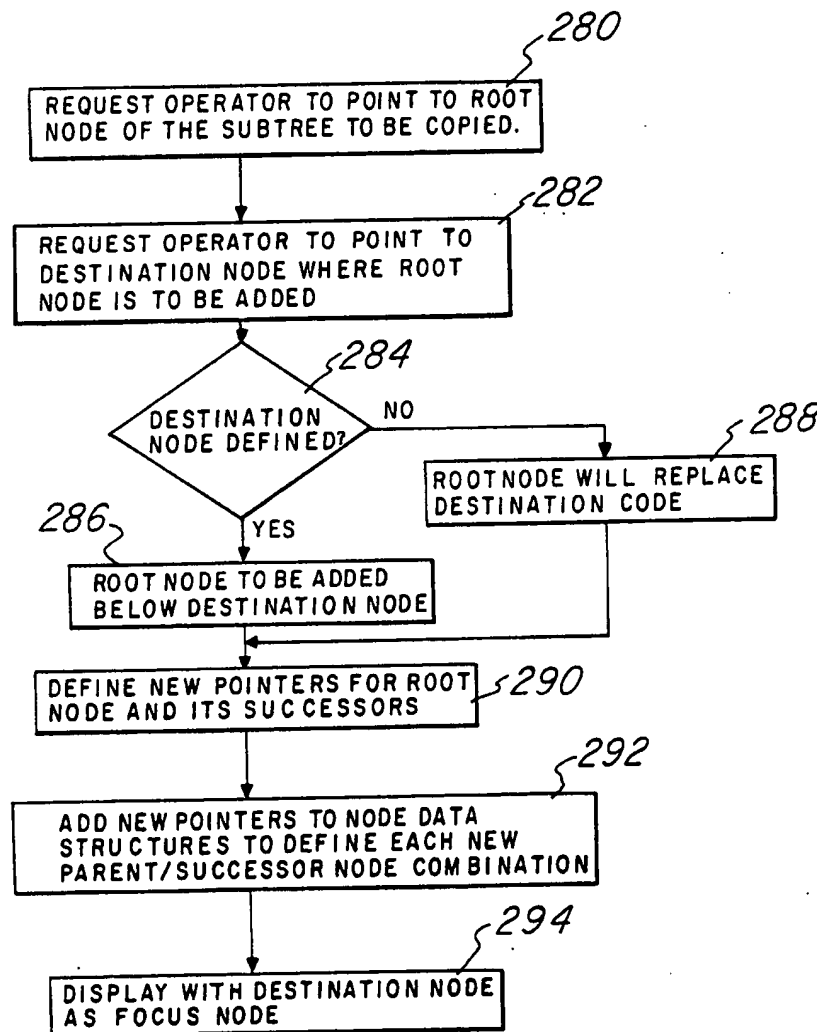 280
REQUEST OPERATOR TO POINT TO ROOT
NODE OF THE SUBTREE TO BE COPIED.
282
REQUEST OPERATOR TO POINT TO
DESTINATION NODE WHERE ROOT
NODE IS TO BE ADDED
284
DESTINATION
NODE DEFINED?
NO
288
ROOT NODE WILL REPLACE
DESTINATION CODE
YES
286
ROOT NODE TO BE ADDED
BELOW DESTINATION NODE
DEFINE NEW POINTERS FOR ROOT
NODE AND ITS SUCCESSORS
290
292
ADD NEW POINTERS TO NODE DATA
STRUCTURES TO DEFINE EACH NEW
PARENT/SUCCESSOR NODE COMBINATION
294
DISPLAY WITH DESTINATION NODE
AS FOCUS NODE